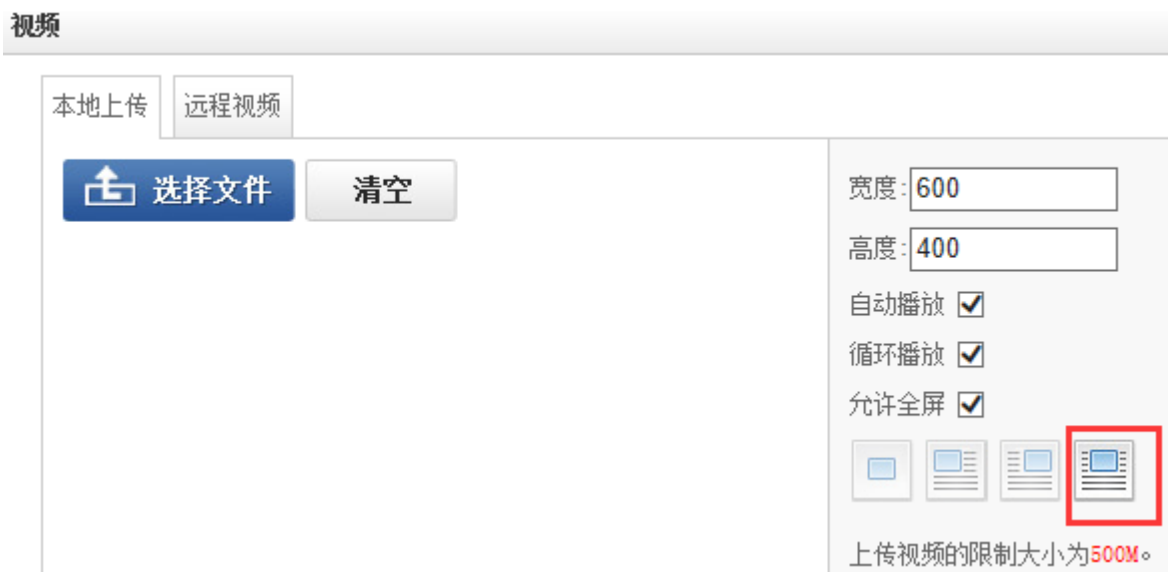 视频
本地上传 远程视频
选择文件 清空
宽度:600
高度:400
自动播放
循环播放
允许全屏
上传视频的限制大小为500M。